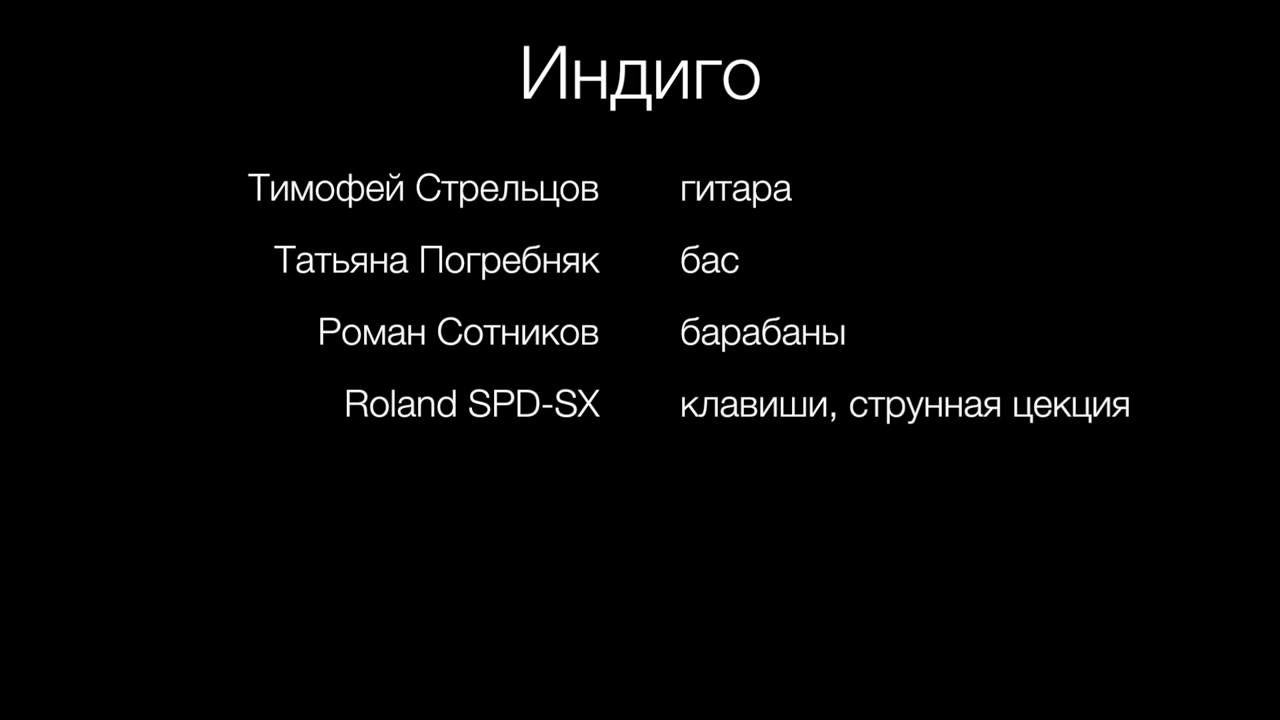 Индиго
Тимофей Стрельцов гитара
Татьяна Погребняк бас
Роман Сотников барабаны
Roland SPD-SX клавиши, струнная цекция